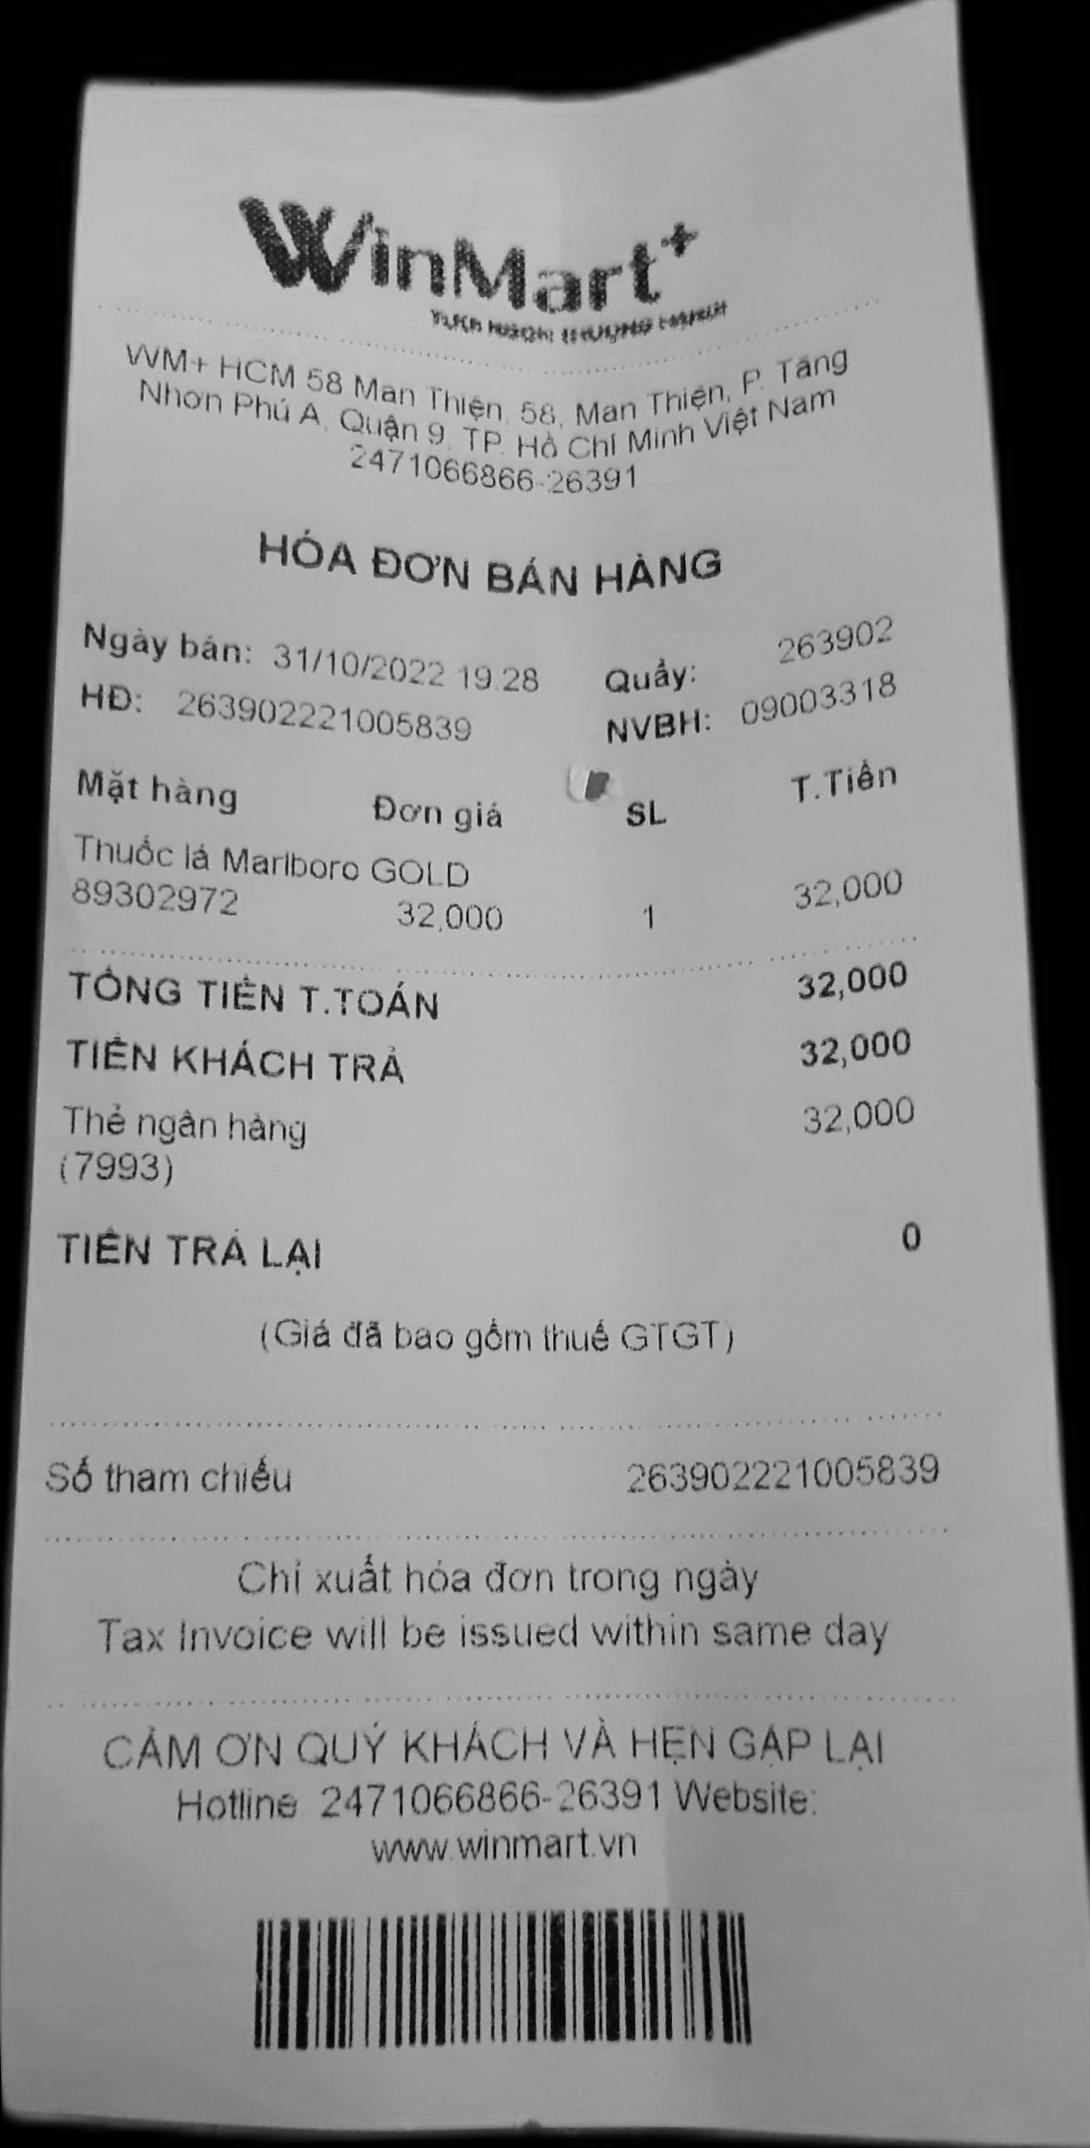 WinMart+
WM+ HCM 58 Man Thiện, 58, Man Thiện, P. Tăng
Nhơn Phú A, Quận 9, TP. Hồ Chí Minh Việt Nam
2471066866-26391
HÓA ĐƠN BÁN HÀNG
Ngày bán: 31/10/2022 19:28 Quầy: 263902
HĐ: 263902221005839 NVBH: 09003318
Mặt hàng Đơn giá SL T.Tiền
Thuốc lá Marlboro GOLD
89302972 32,000 1 32,000
TỔNG TIỀN T.TOÁN 32,000
TIỀN KHÁCH TRẢ 32,000
Thẻ ngân hàng 32,000
(7993)
TIỀN TRẢ LẠI 0
(Giá đã bao gồm thuế GTGT)
Số tham chiếu 263902221005839
Chỉ xuất hóa đơn trong ngày
Tax Invoice will be issued within same day
CẢM ƠN QUÝ KHÁCH VÀ HẸN GẶP LẠI
Hotline: 2471066866-26391 Website:
www.winmart.vn